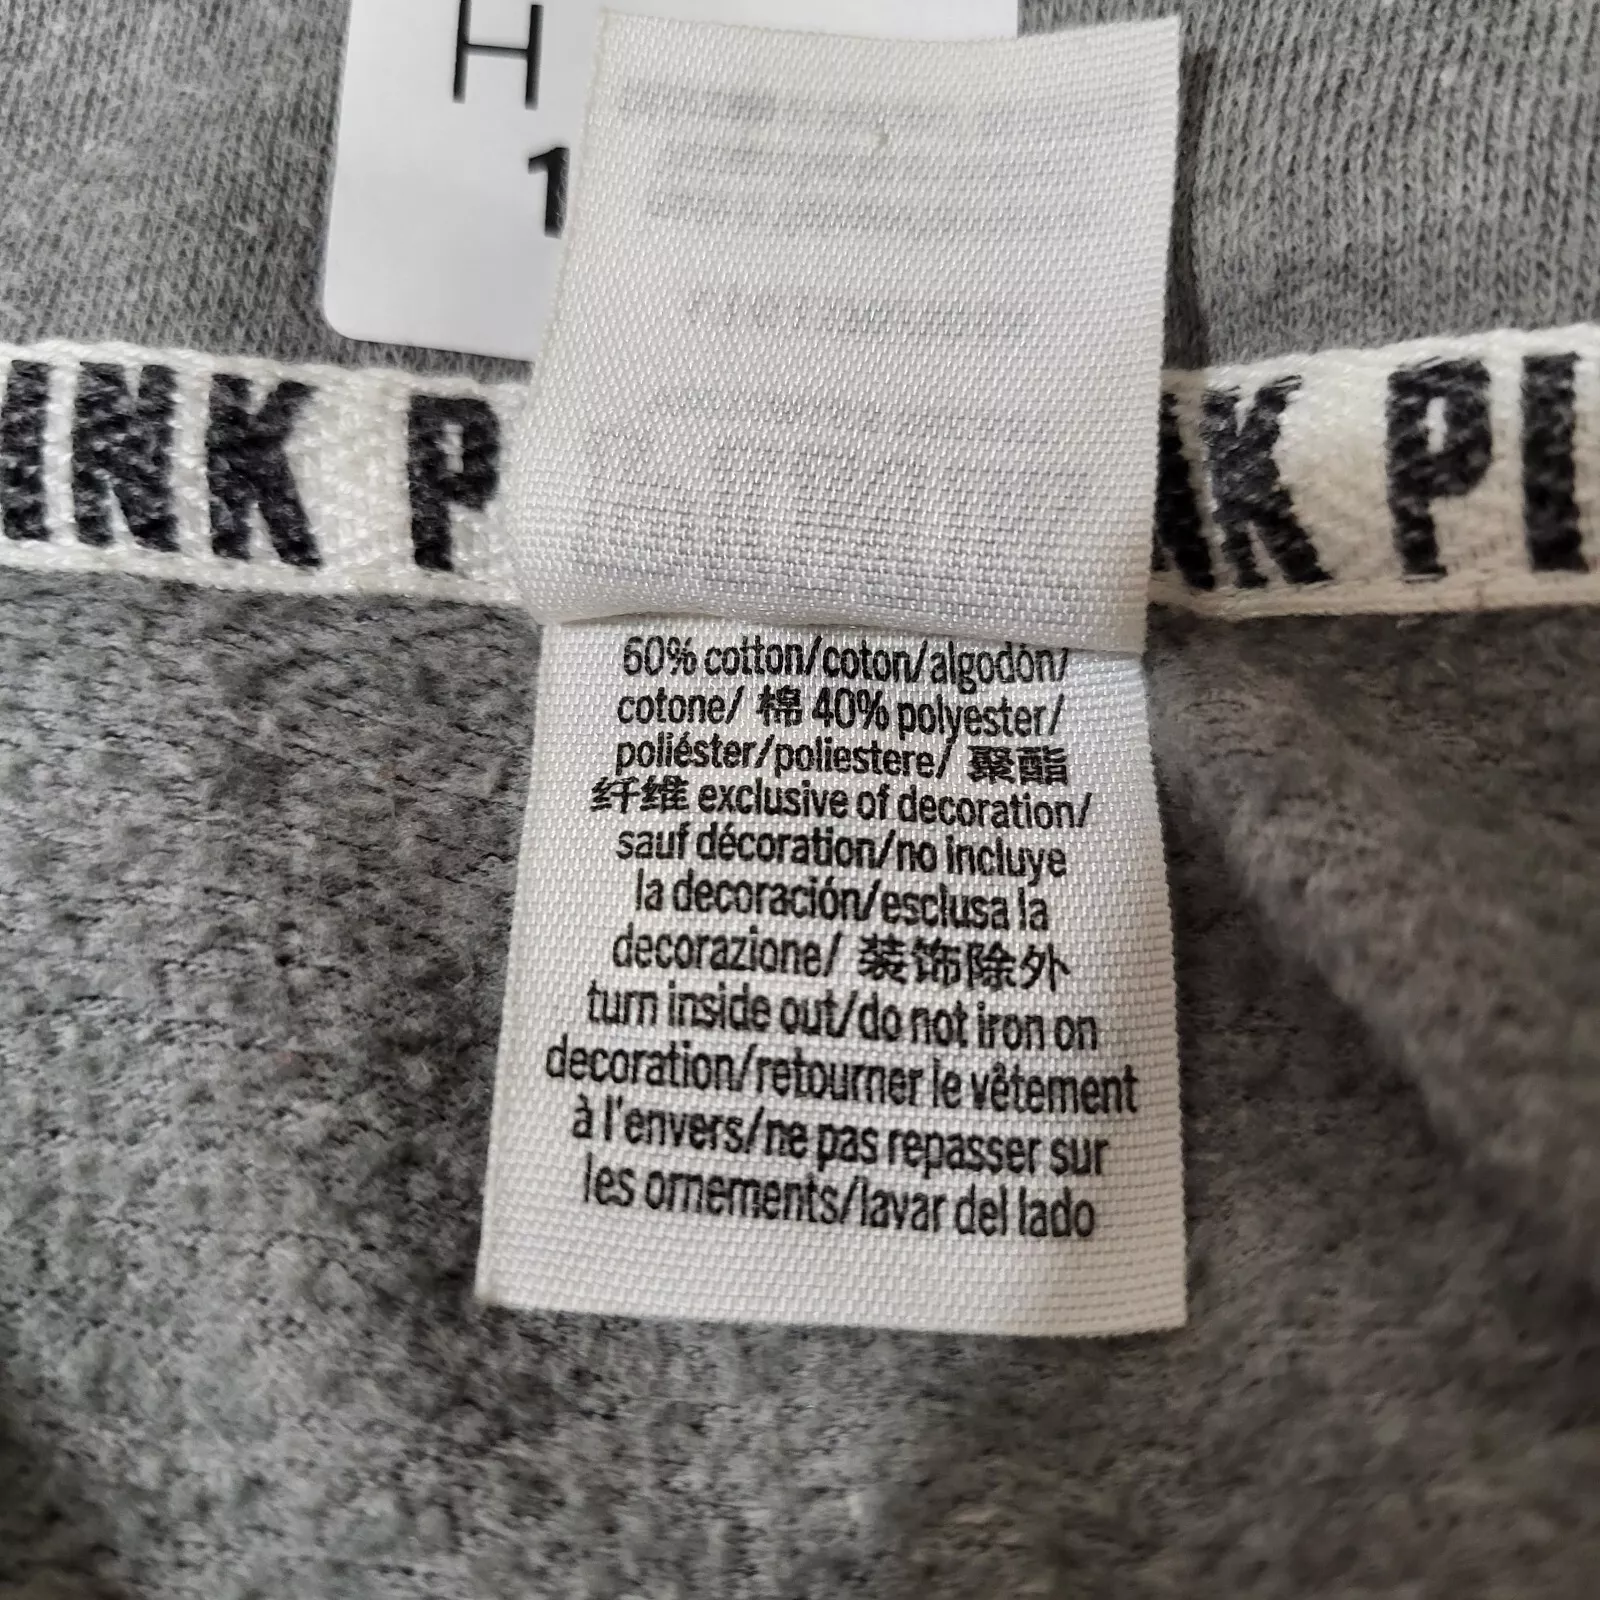 H
1
INK P
NK PI
60% cotton/coton/algodón/
cotone/ 棉 40% polyester/
poliéster/poliestere/ 聚酯
纤维 exclusive of decoration/
sauf décoration/no incluye
la decoración/esclusa la
decorazione/ 装饰除外
turn inside out/do not iron on
decoration/retourner le vêtement
à l'envers/ne pas repasser sur
les ornements/lavar del lado